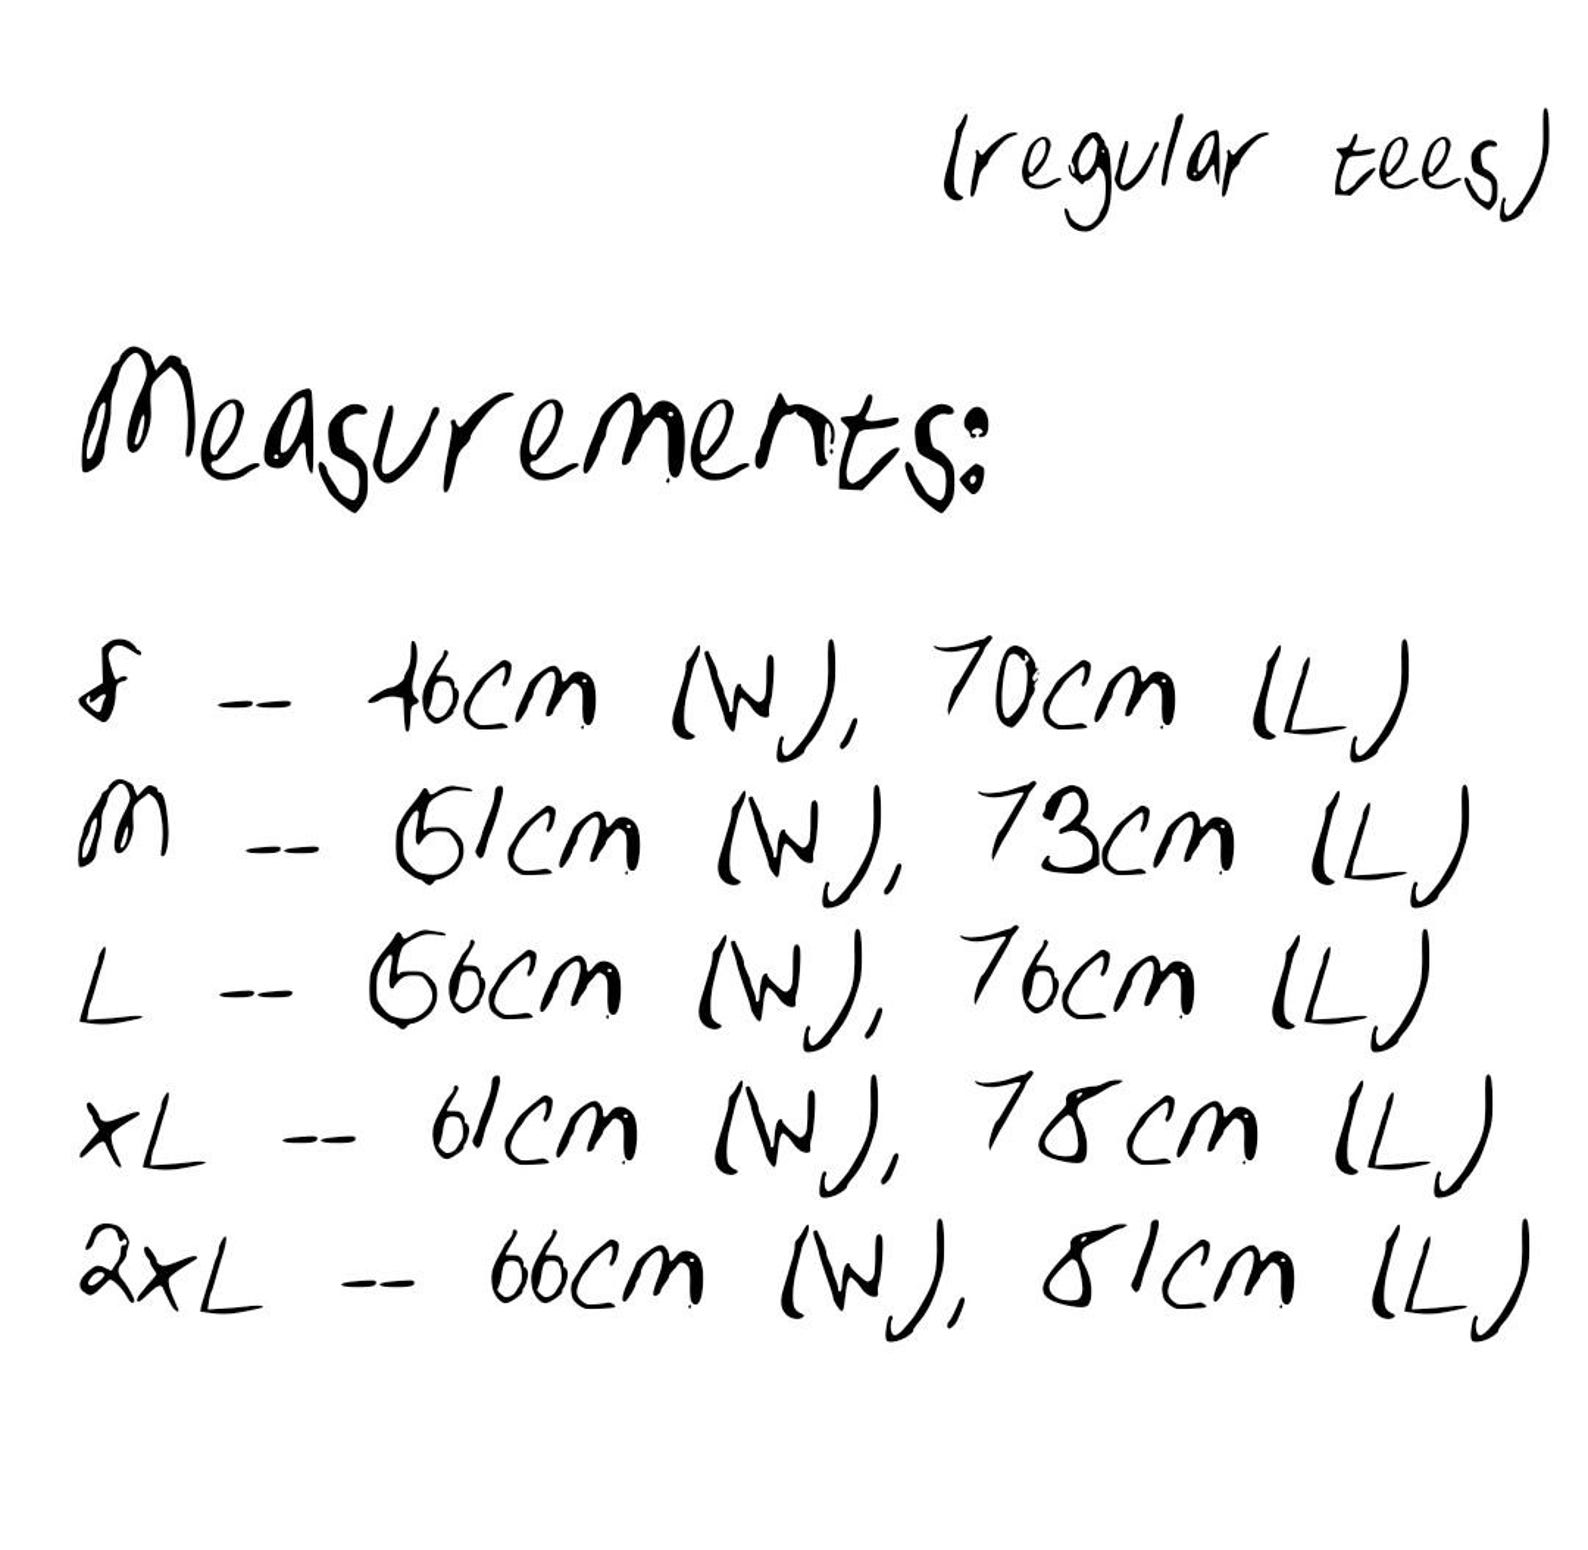 (regular tees)
Measurements:
S -- 46cm (W), 70cm (L)
M -- 51cm (W), 73cm (L)
L -- 56cm (W), 76cm (L)
XL -- 61cm (W), 78cm (L)
2XL -- 66cm (W), 81cm (L)